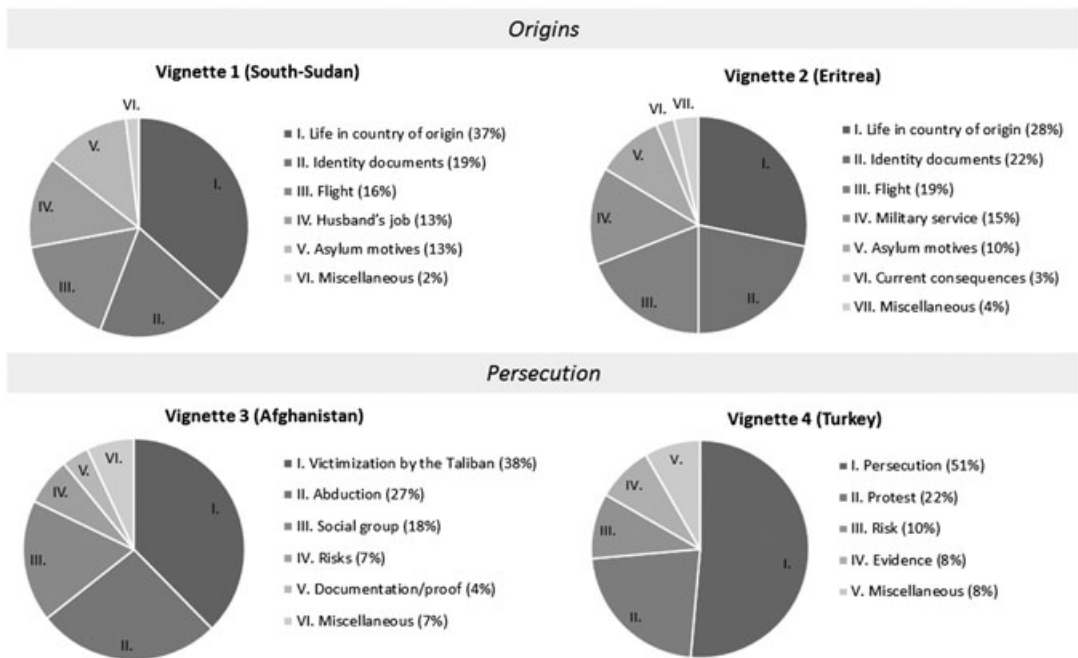 Origins
Vignette 1 (South-Sudan)
VI.
V.
I.
IV.
III.
II.
I. Life in country of origin (37%)
II. Identity documents (19%)
III. Flight (16%)
IV. Husband's job (13%)
V. Asylum motives (13%)
VI. Miscellaneous (2%)
Vignette 2 (Eritrea)
VI.
VII.
V.
I.
IV.
III.
II.
I. Life in country of origin (28%)
II. Identity documents (22%)
III. Flight (19%)
IV. Military service (15%)
V. Asylum motives (10%)
VI. Current consequences (3%)
VII. Miscellaneous (4%)
Persecution
Vignette 3 (Afghanistan)
VI.
V.
IV.
I.
III.
II.
I. Victimization by the Taliban (38%)
II. Abduction (27%)
III. Social group (18%)
IV. Risks (7%)
V. Documentation/proof (4%)
VI. Miscellaneous (7%)
Vignette 4 (Turkey)
V.
IV.
III.
I.
II.
I. Persecution (51%)
II. Protest (22%)
III. Risk (10%)
IV. Evidence (8%)
V. Miscellaneous (8%)